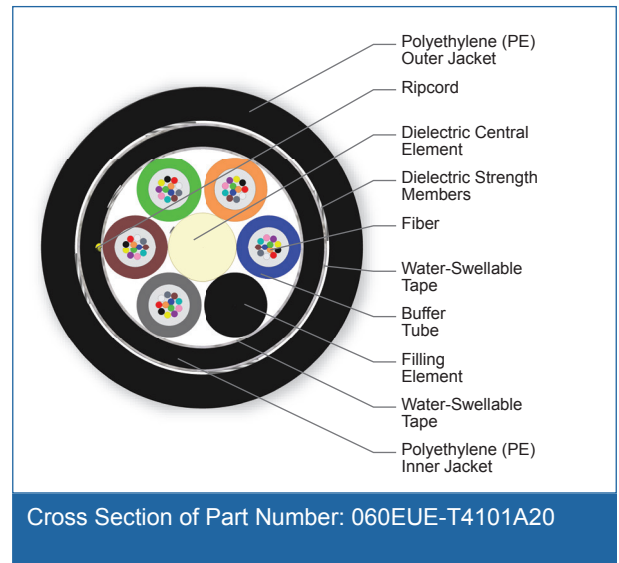 Polyethylene (PE)
Outer Jacket
Ripcord
Dielectric Central
Element
Dielectric Strength
Members
Fiber
Water-Swellable
Tape
Buffer
Tube
Filling
Element
Water-Swellable
Tape
Polyethylene (PE)
Inner Jacket
Cross Section of Part Number: 060EUE-T4101A20